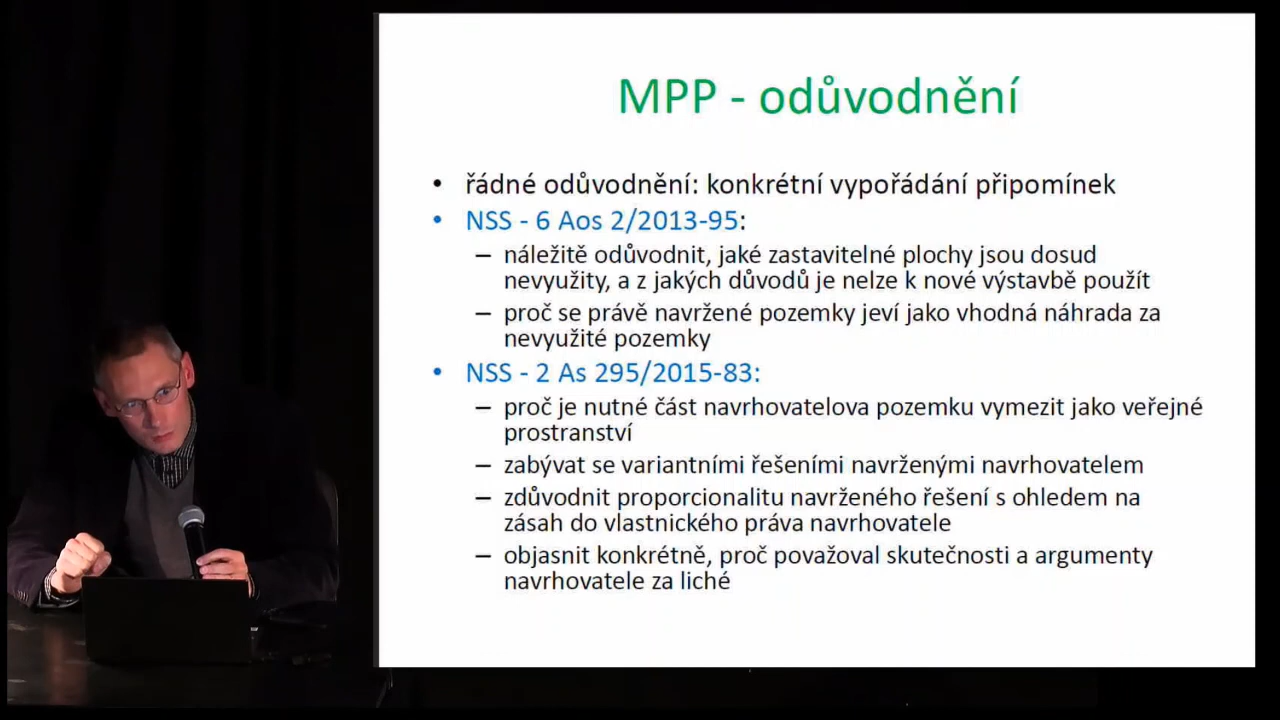 MPP - odůvodnění
• řádné odůvodnění: konkrétní vypořádání připomínek
• NSS - 6 Aos 2/2013-95:
– náležitě odůvodnit, jaké zastavitelné plochy jsou dosud
nevyužity, a z jakých důvodů je nelze k nové výstavbě použít
– proč se právě navržené pozemky jeví jako vhodná náhrada za
nevyužité pozemky
• NSS - 2 As 295/2015-83:
– proč je nutné část navrhovatelova pozemku vymezit jako veřejné
prostranství
– zabývat se variantními řešeními navrženými navrhovatelem
– zdůvodnit proporcionalitu navrženého řešení s ohledem na
zásah do vlastnického práva navrhovatele
– objasnit konkrétně, proč považoval skutečnosti a argumenty
navrhovatele za liché